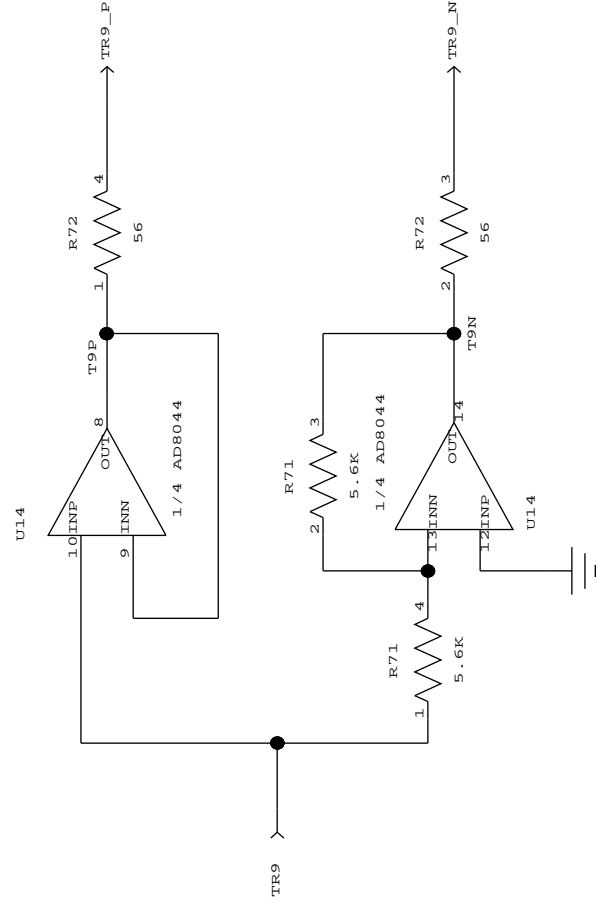 TR9_P
TR9_N
4
R72
56
1
3
R72
56
2
T9P
T9N
8
OUT
1/4 AD8044
U14
10
INP
9
INN
3
R71
5.6K
2
1/4 AD8044
14
OUT
13
INN
12
INP
U14
4
R71
5.6K
1
TR9